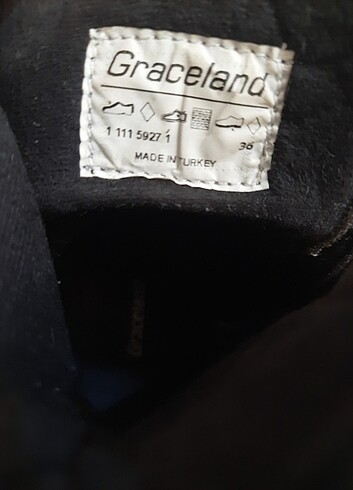 Graceland
1 111 5927 1
36
MADE IN TURKEY